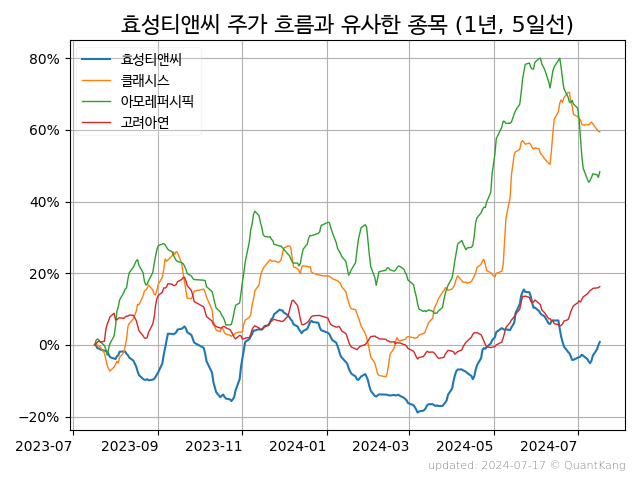 효성티앤씨 주가 흐름과 유사한 종목 (1년, 5일선)
효성티앤씨
클래시스
아모레퍼시픽
고려아연
80%
60%
40%
20%
0%
−20%
2023-07 2023-09 2023-11 2024-01 2024-03 2024-05 2024-07
updated: 2024-07-17 © QuantKang